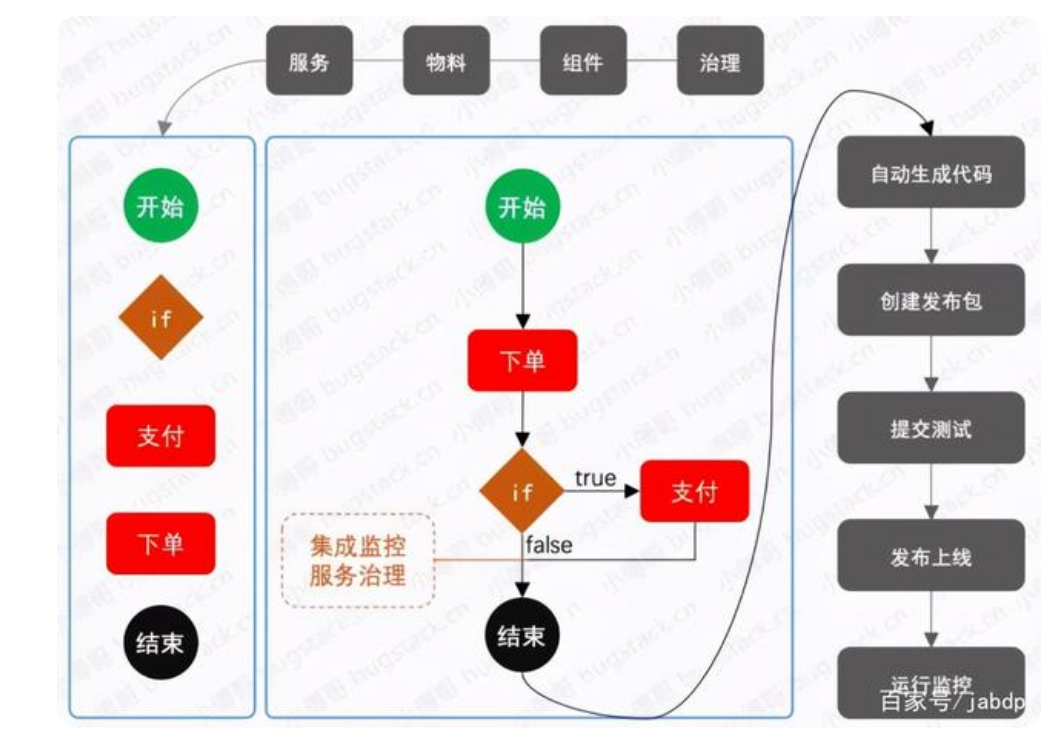 服务
物料
组件
治理
开始
if
支付
下单
结束
开始
下单
if
true
支付
false
集成监控
服务治理
结束
自动生成代码
创建发布包
提交测试
发布上线
运行监控
百家号/jabdp
小傅哥 bugstack.cn